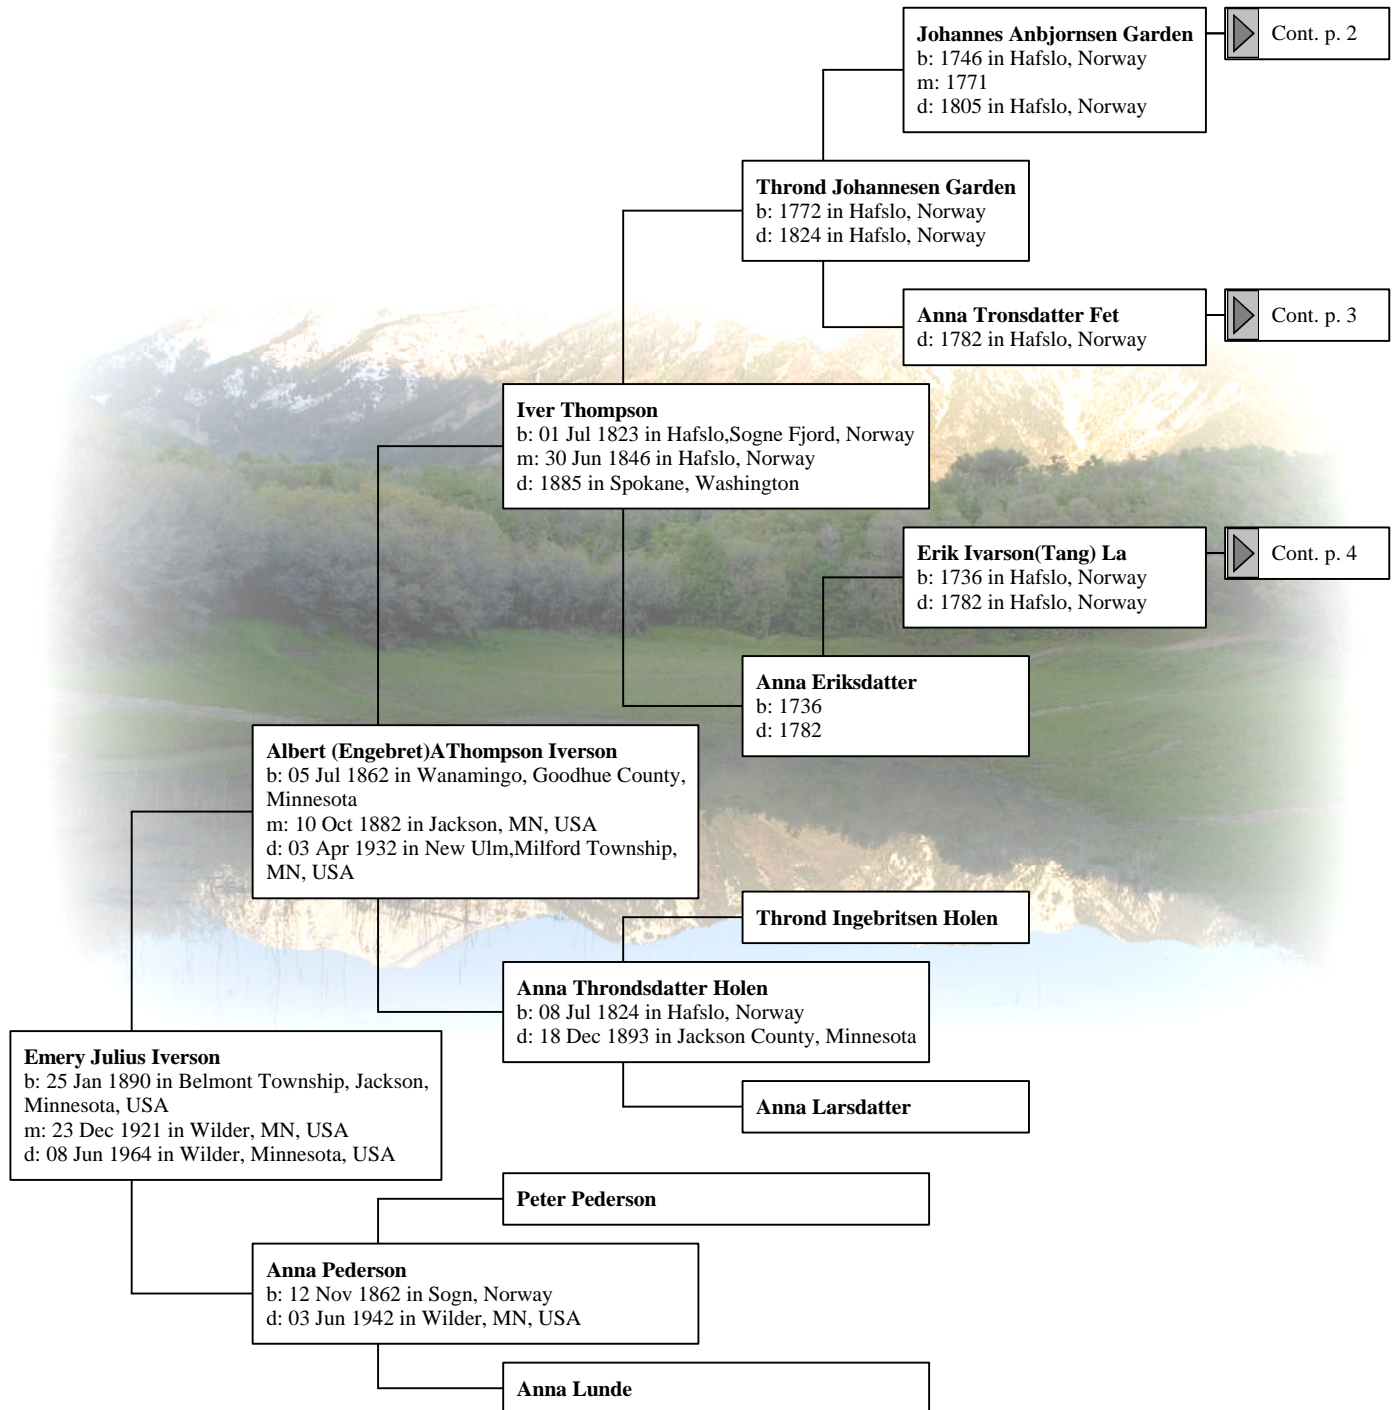 Johannes Anbjornsen Garden
b: 1746 in Hafslo, Norway
m: 1771
d: 1805 in Hafslo, Norway
Cont. p. 2
Thrond Johannesen Garden
b: 1772 in Hafslo, Norway
d: 1824 in Hafslo, Norway
Anna Tronsdatter Fet
d: 1782 in Hafslo, Norway
Cont. p. 3
Iver Thompson
b: 01 Jul 1823 in Hafslo,Sogne Fjord, Norway
m: 30 Jun 1846 in Hafslo, Norway
d: 1885 in Spokane, Washington
Erik Ivarson(Tang) La
b: 1736 in Hafslo, Norway
d: 1782 in Hafslo, Norway
Cont. p. 4
Anna Eriksdatter
b: 1736
d: 1782
Albert (Engebret)AThompson Iverson
b: 05 Jul 1862 in Wanamingo, Goodhue County,
Minnesota
m: 10 Oct 1882 in Jackson, MN, USA
d: 03 Apr 1932 in New Ulm,Milford Township,
MN, USA
Thrond Ingebritsen Holen
Anna Throndsdatter Holen
b: 08 Jul 1824 in Hafslo, Norway
d: 18 Dec 1893 in Jackson County, Minnesota
Anna Larsdatter
Emery Julius Iverson
b: 25 Jan 1890 in Belmont Township, Jackson,
Minnesota, USA
m: 23 Dec 1921 in Wilder, MN, USA
d: 08 Jun 1964 in Wilder, Minnesota, USA
Peter Pederson
Anna Pederson
b: 12 Nov 1862 in Sogn, Norway
d: 03 Jun 1942 in Wilder, MN, USA
Anna Lunde